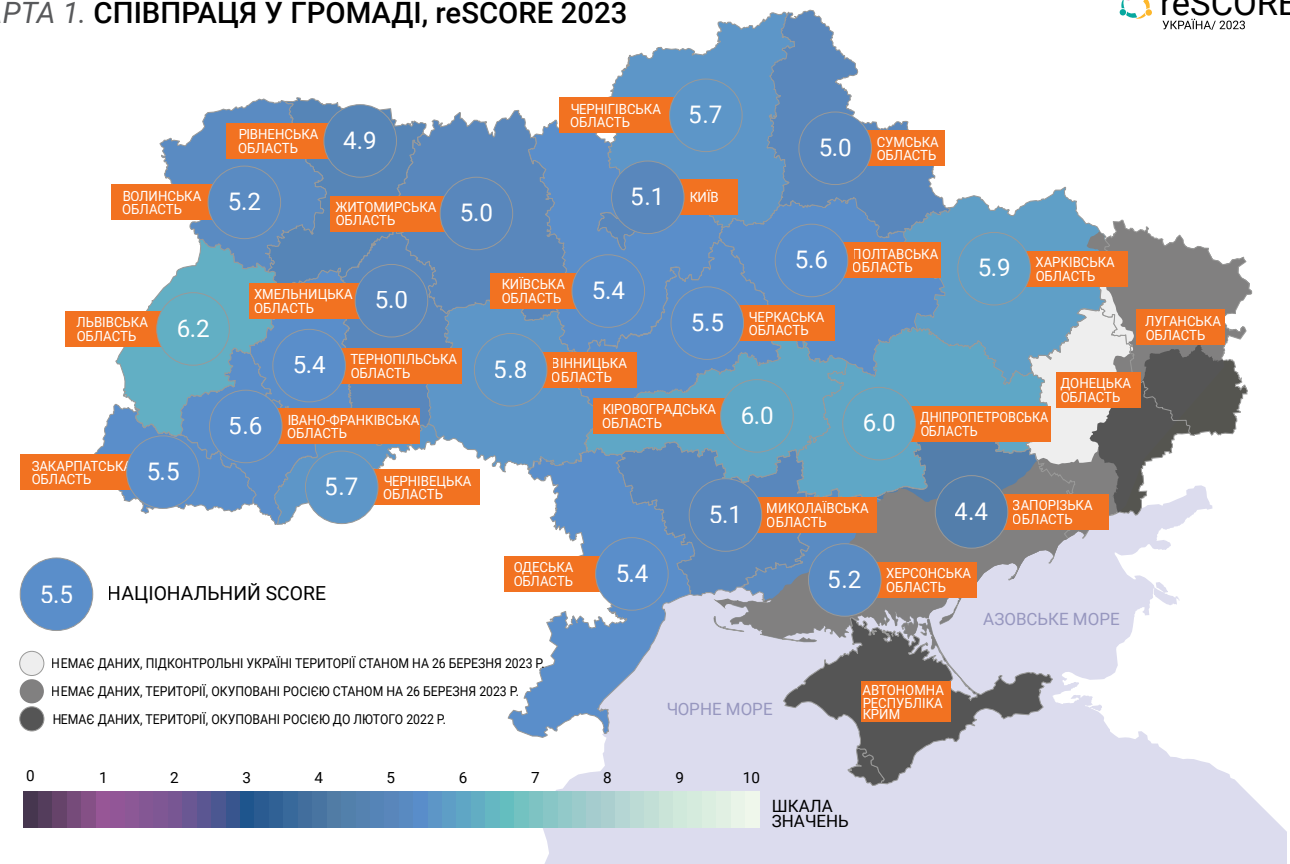 АРТА 1. СПІВПРАЦЯ У ГРОМАДІ, reSCORE 2023
reSCORE
УКРАЇНА/ 2023
ЧЕРНІГІВСЬКА
ОБЛАСТЬ
5.7
РІВНЕНСЬКА
ОБЛАСТЬ
4.9
5.0
СУМСЬКА
ОБЛАСТЬ
ВОЛИНСЬКА
ОБЛАСТЬ
5.2
ЖИТОМИРСЬКА
ОБЛАСТЬ
5.0
5.1
КИЇВ
5.6
ПОЛТАВСЬКА
ОБЛАСТЬ
5.9
ХАРКІВСЬКА
ОБЛАСТЬ
ХМЕЛЬНИЦЬКА
ОБЛАСТЬ
5.0
КИЇВСЬКА
ОБЛАСТЬ
5.4
ЛЬВІВСЬКА
ОБЛАСТЬ
6.2
5.5
ЧЕРКАСЬКА
ОБЛАСТЬ
ЛУГАНСЬКА
ОБЛАСТЬ
5.4
ТЕРНОПІЛЬСЬКА
ОБЛАСТЬ
5.8
ВІННИЦЬКА
ОБЛАСТЬ
ДОНЕЦЬКА
ОБЛАСТЬ
5.6
ІВАНО-ФРАНКІВСЬКА
ОБЛАСТЬ
КІРОВОГРАДСЬКА
ОБЛАСТЬ
6.0
6.0
ДНІПРОПЕТРОВСЬКА
ОБЛАСТЬ
ЗАКАРПАТСЬКА
ОБЛАСТЬ
5.5
5.7
ЧЕРНІВЕЦЬКА
ОБЛАСТЬ
5.1
МИКОЛАЇВСЬКА
ОБЛАСТЬ
4.4
ЗАПОРІЗЬКА
ОБЛАСТЬ
ОДЕСЬКА
ОБЛАСТЬ
5.4
5.2
ХЕРСОНСЬКА
ОБЛАСТЬ
5.5
НАЦІОНАЛЬНИЙ SCORE
АЗОВСЬКЕ МОРЕ
НЕМАЄ ДАНИХ, ПІДКОНТРОЛЬНІ УКРАЇНІ ТЕРИТОРІЇ СТАНОМ НА 26 БЕРЕЗНЯ 2023 Р.
НЕМАЄ ДАНИХ, ТЕРИТОРІЇ, ОКУПОВАНІ РОСІЄЮ СТАНОМ НА 26 БЕРЕЗНЯ 2023 Р.
НЕМАЄ ДАНИХ, ТЕРИТОРІЇ, ОКУПОВАНІ РОСІЄЮ ДО ЛЮТОГО 2022 Р.
ЧОРНЕ МОРЕ
АВТОНОМНА
РЕСПУБЛІКА
КРИМ
0 1 2 3 4 5 6 7 8 9 10
ШКАЛА
ЗНАЧЕНЬ